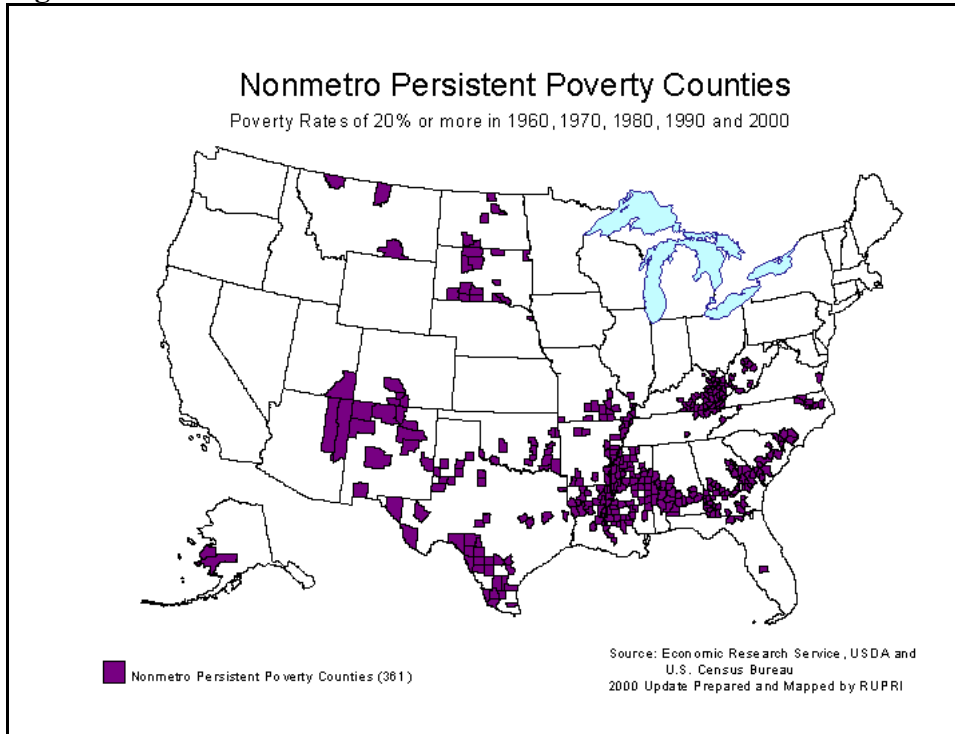 Nonmetro Persistent Poverty Counties
Poverty Rates of 20% or more in 1960, 1970, 1980, 1990 and 2000
Nonmetro Persistent Poverty Counties (361)
Source: Economic Research Service, USDA and
U.S. Census Bureau
2000 Update Prepared and Mapped by RUPRI